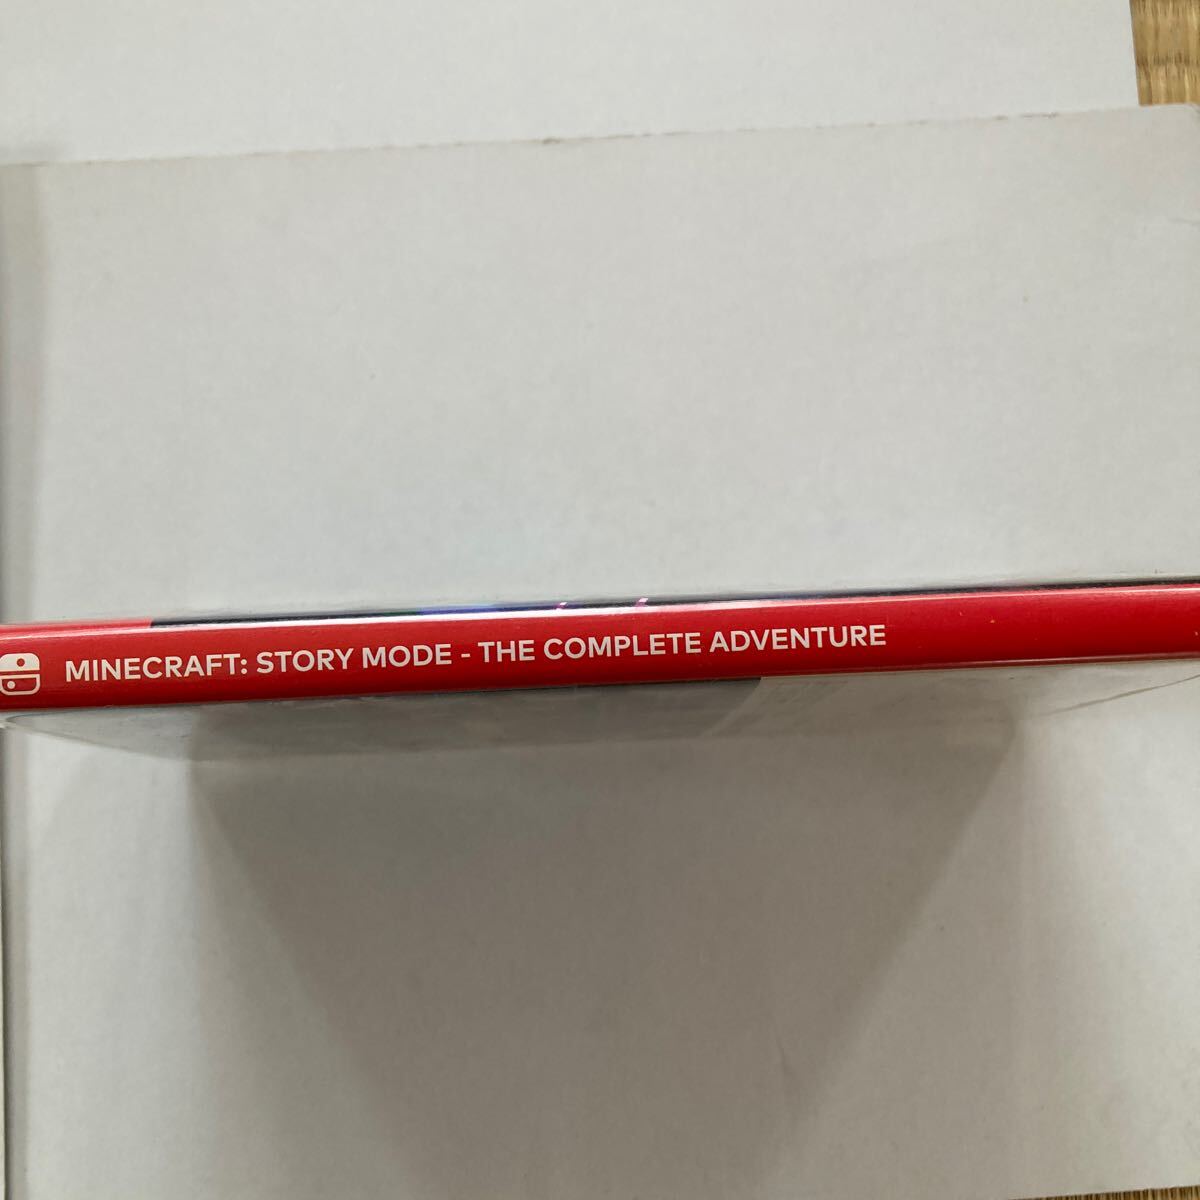 MINECRAFT: STORY MODE - THE COMPLETE ADVENTURE